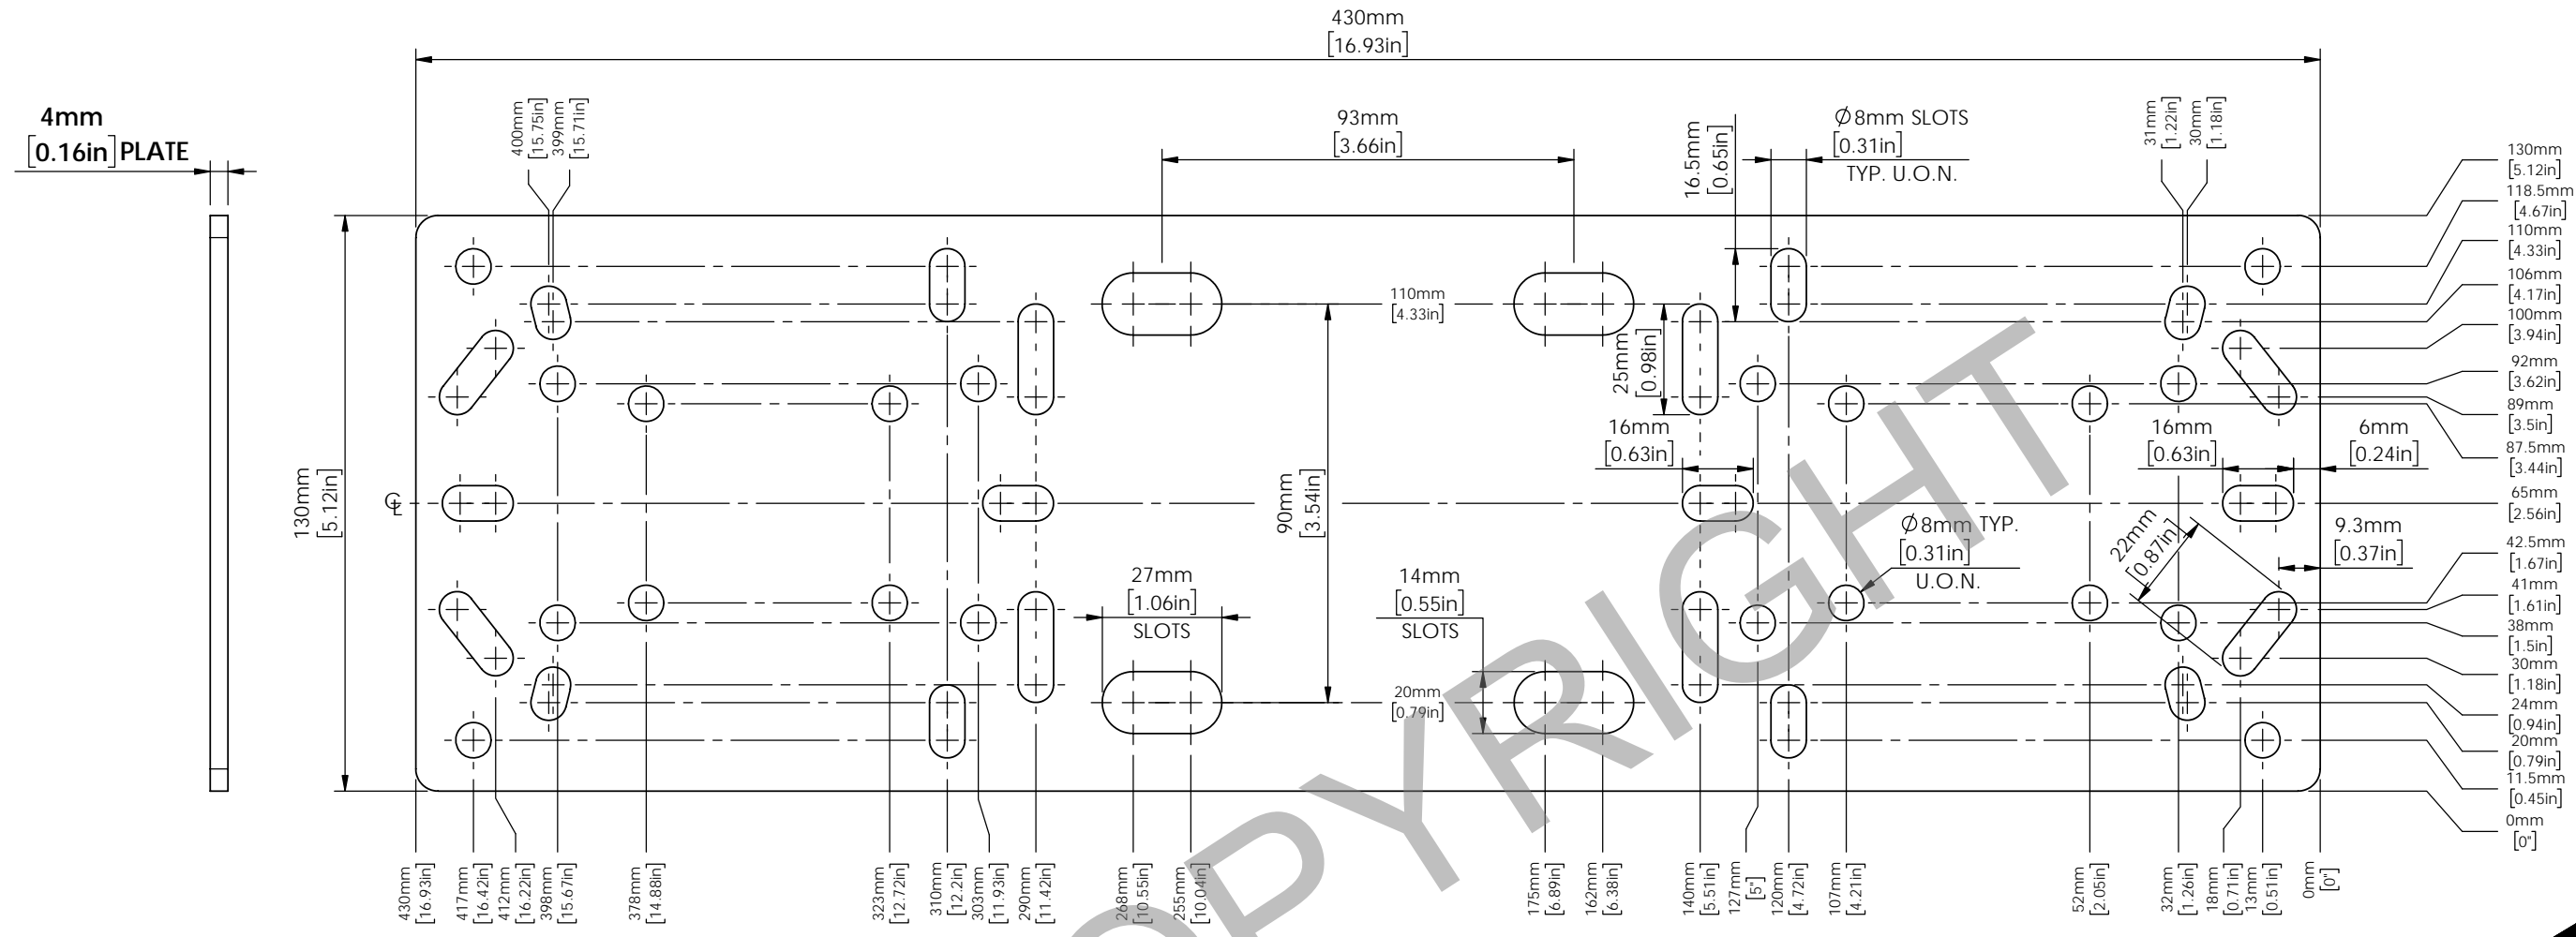 430mm
[16.93in]
4mm
[0.16in] PLATE
400mm
[15.75in]
399mm
[15.71in]
93mm
[3.66in]
16.5mm
[0.65in]
Ø8mm SLOTS
[0.31in]
TYP. U.O.N.
31mm
[1.22in]
30mm
[1.18in]
130mm
[5.12in]
118.5mm
[4.67in]
110mm
[4.33in]
106mm
[4.17in]
100mm
[3.94in]
92mm
[3.62in]
89mm
[3.5in]
87.5mm
[3.44in]
65mm
[2.56in]
42.5mm
[1.67in]
41mm
[1.61in]
38mm
[1.5in]
30mm
[1.18in]
24mm
[0.94in]
20mm
[0.79in]
11.5mm
[0.45in]
0mm
[0"]
110mm
[4.33in]
25mm
[0.98in]
16mm
[0.63in]
16mm
[0.63in]
6mm
[0.24in]
130mm
[5.12in]
℄
90mm
[3.54in]
Ø8mm TYP.
[0.31in]
U.O.N.
22mm
[0.87in]
9.3mm
[0.37in]
27mm
[1.06in]
SLOTS
14mm
[0.55in]
SLOTS
20mm
[0.79in]
430mm
[16.93in]
417mm
[16.42in]
412mm
[16.22in]
398mm
[15.67in]
378mm
[14.88in]
323mm
[12.72in]
310mm
[12.2in]
303mm
[11.93in]
290mm
[11.42in]
268mm
[10.55in]
255mm
[10.04in]
175mm
[6.89in]
162mm
[6.38in]
140mm
[5.51in]
127mm
[5"]
120mm
[4.72in]
107mm
[4.21in]
52mm
[2.05in]
32mm
[1.26in]
18mm
[0.71in]
13mm
[0.51in]
0mm
[0"]
OPYRIGHT